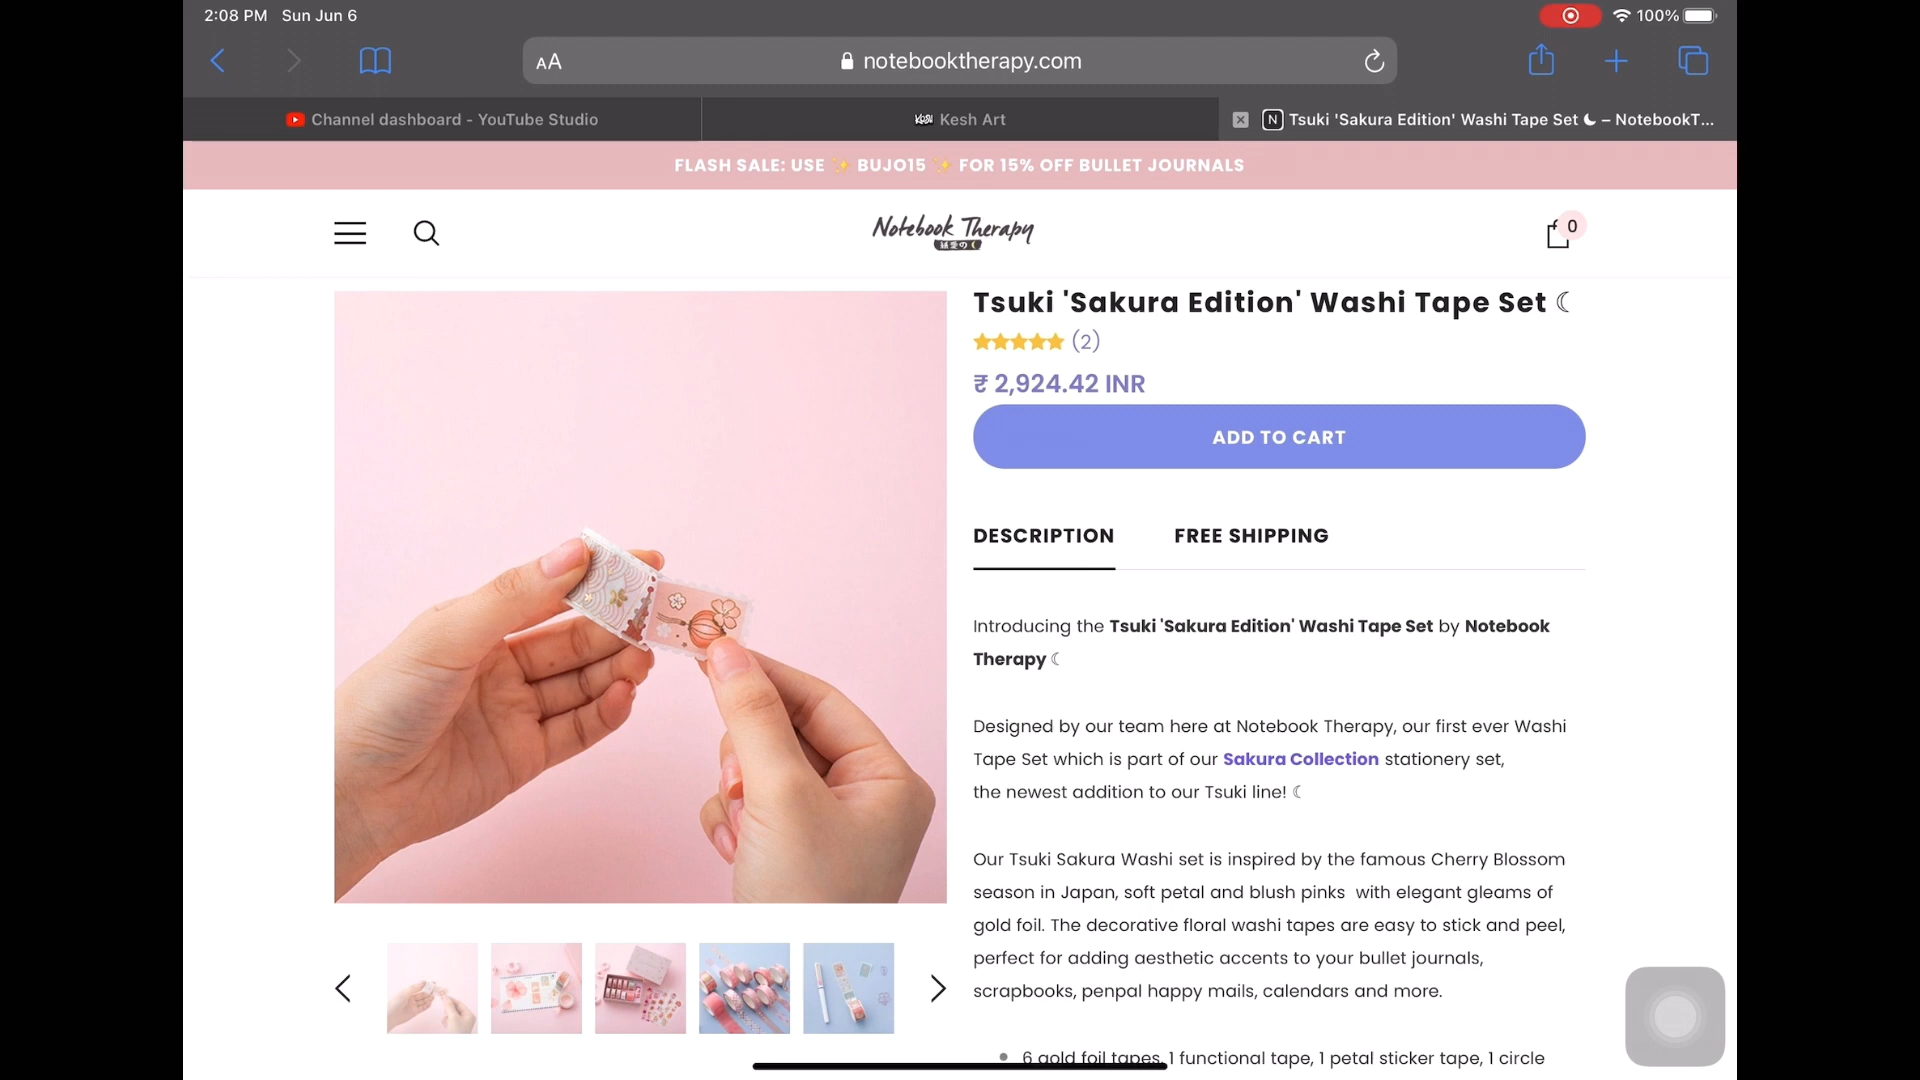 2:08 PM Sun Jun 6
100%
AA
notebooktherapy.com
Channel dashboard - YouTube Studio
Kesh Art
Tsuki 'Sakura Edition' Washi Tape Set – NotebookT...
FLASH SALE: USE ✨ BUJO15 ✨ FOR 15% OFF BULLET JOURNALS
Notebook Therapy
0
Tsuki 'Sakura Edition' Washi Tape Set ☾
(2)
₹ 2,924.42 INR
ADD TO CART
DESCRIPTION
FREE SHIPPING
Introducing the Tsuki 'Sakura Edition' Washi Tape Set by Notebook
Therapy ☾
Designed by our team here at Notebook Therapy, our first ever Washi
Tape Set which is part of our Sakura Collection stationery set,
the newest addition to our Tsuki line! ☾
Our Tsuki Sakura Washi set is inspired by the famous Cherry Blossom
season in Japan, soft petal and blush pinks with elegant gleams of
gold foil. The decorative floral washi tapes are easy to stick and peel,
perfect for adding aesthetic accents to your bullet journals,
scrapbooks, penpal happy mails, calendars and more.
6 gold foil tapes, 1 functional tape, 1 petal sticker tape, 1 circle